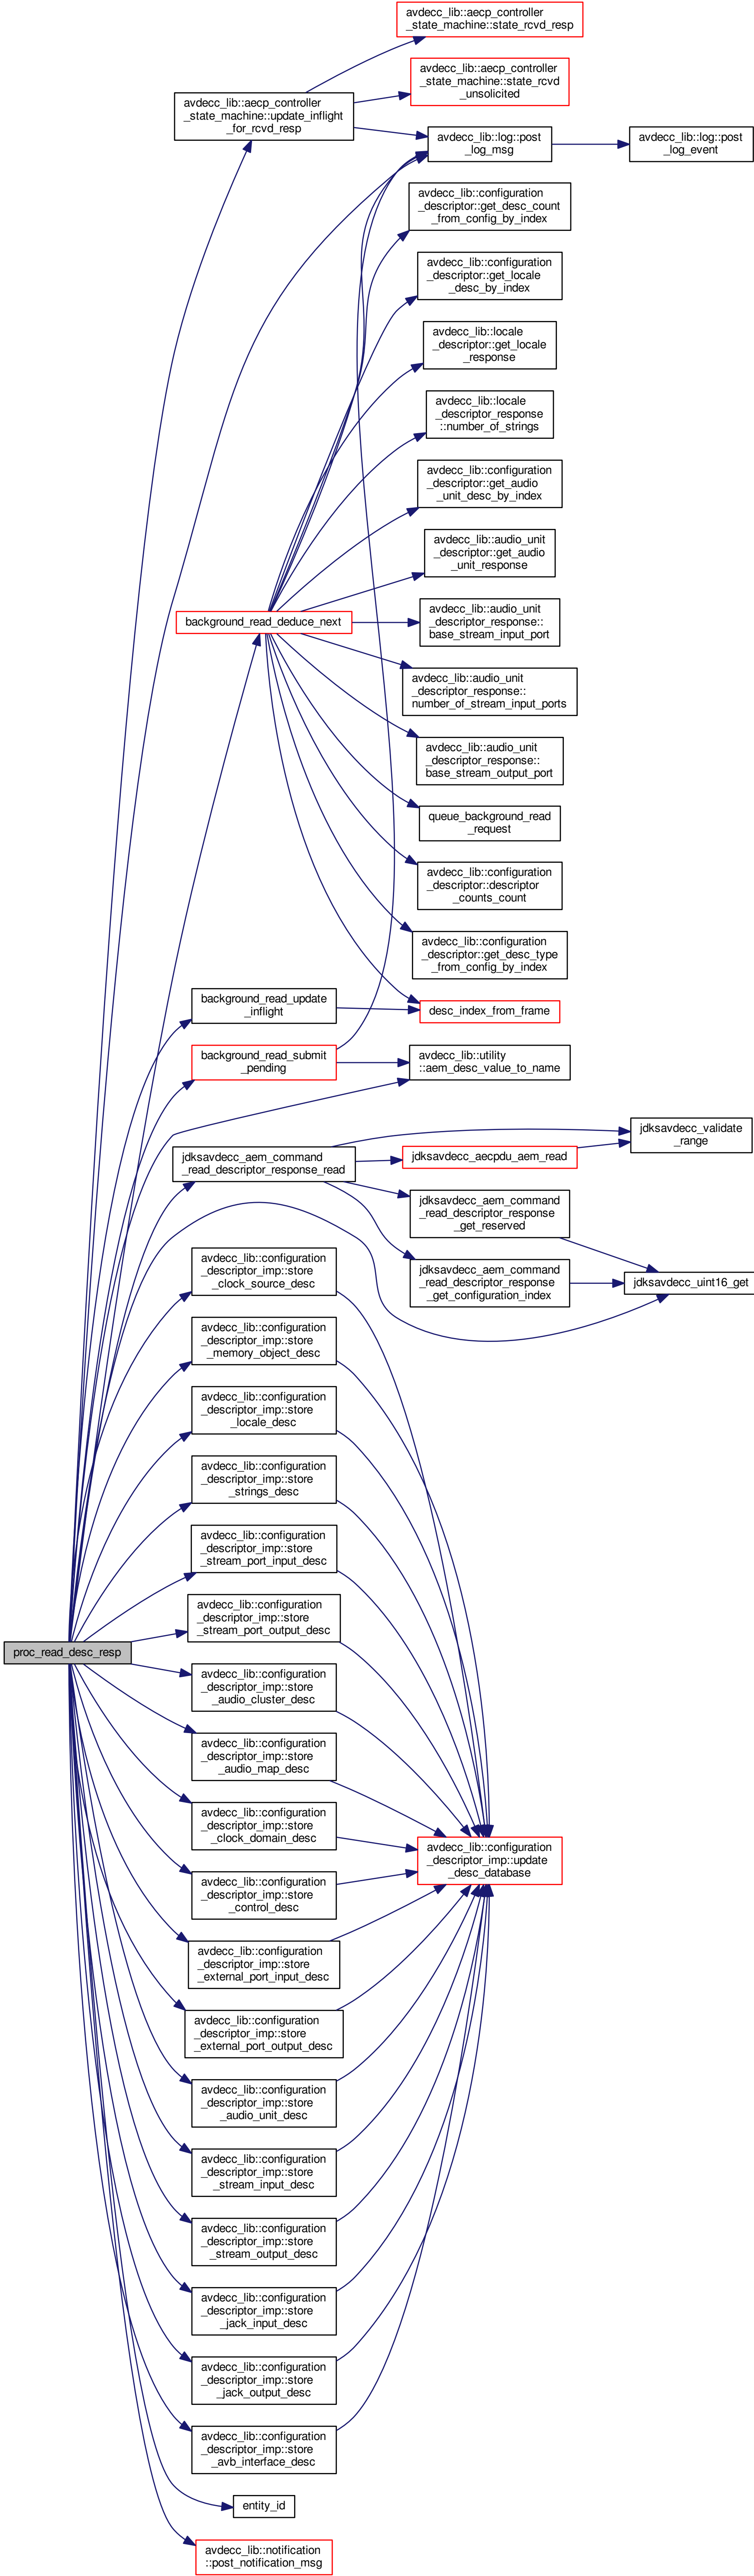 avdecc_lib::aecp_controller
_state_machine::state_rcvd_resp
avdecc_lib::aecp_controller
_state_machine::state_rcvd
_unsolicited
avdecc_lib::aecp_controller
_state_machine::update_inflight
_for_rcvd_resp
avdecc_lib::log::post
_log_msg
avdecc_lib::log::post
_log_event
avdecc_lib::configuration
_descriptor::get_desc_count
_from_config_by_index
avdecc_lib::configuration
_descriptor::get_locale
_desc_by_index
avdecc_lib::locale
_descriptor::get_locale
_response
avdecc_lib::locale
_descriptor_response
::number_of_strings
avdecc_lib::configuration
_descriptor::get_audio
_unit_desc_by_index
avdecc_lib::audio_unit
_descriptor::get_audio
_unit_response
background_read_deduce_next
avdecc_lib::audio_unit
_descriptor_response::
base_stream_input_port
avdecc_lib::audio_unit
_descriptor_response::
number_of_stream_input_ports
avdecc_lib::audio_unit
_descriptor_response::
base_stream_output_port
queue_background_read
_request
avdecc_lib::configuration
_descriptor::descriptor
_counts_count
avdecc_lib::configuration
_descriptor::get_desc_type
_from_config_by_index
background_read_update
_inflight
desc_index_from_frame
background_read_submit
_pending
avdecc_lib::utility
::aem_desc_value_to_name
jdksavdecc_validate
_range
jdksavdecc_aem_command
_read_descriptor_response_read
jdksavdecc_aecpdu_aem_read
jdksavdecc_aem_command
_read_descriptor_response
_get_reserved
jdksavdecc_aem_command
_read_descriptor_response
_get_configuration_index
jdksavdecc_uint16_get
avdecc_lib::configuration
_descriptor_imp::store
_clock_source_desc
avdecc_lib::configuration
_descriptor_imp::store
_memory_object_desc
avdecc_lib::configuration
_descriptor_imp::store
_locale_desc
avdecc_lib::configuration
_descriptor_imp::store
_strings_desc
avdecc_lib::configuration
_descriptor_imp::store
_stream_port_input_desc
avdecc_lib::configuration
_descriptor_imp::store
_stream_port_output_desc
proc_read_desc_resp
avdecc_lib::configuration
_descriptor_imp::store
_audio_cluster_desc
avdecc_lib::configuration
_descriptor_imp::store
_audio_map_desc
avdecc_lib::configuration
_descriptor_imp::store
_clock_domain_desc
avdecc_lib::configuration
_descriptor_imp::update
_desc_database
avdecc_lib::configuration
_descriptor_imp::store
_control_desc
avdecc_lib::configuration
_descriptor_imp::store
_external_port_input_desc
avdecc_lib::configuration
_descriptor_imp::store
_external_port_output_desc
avdecc_lib::configuration
_descriptor_imp::store
_audio_unit_desc
avdecc_lib::configuration
_descriptor_imp::store
_stream_input_desc
avdecc_lib::configuration
_descriptor_imp::store
_stream_output_desc
avdecc_lib::configuration
_descriptor_imp::store
_jack_input_desc
avdecc_lib::configuration
_descriptor_imp::store
_jack_output_desc
avdecc_lib::configuration
_descriptor_imp::store
_avb_interface_desc
entity_id
avdecc_lib::notification
::post_notification_msg